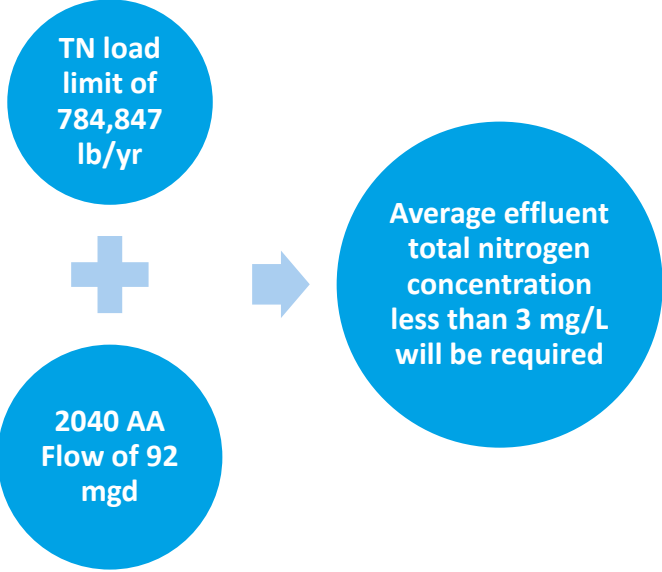 TN load
limit of
784,847
lb/yr
2040 AA
Flow of 92
mgd
Average effluent
total nitrogen
concentration
less than 3 mg/L
will be required